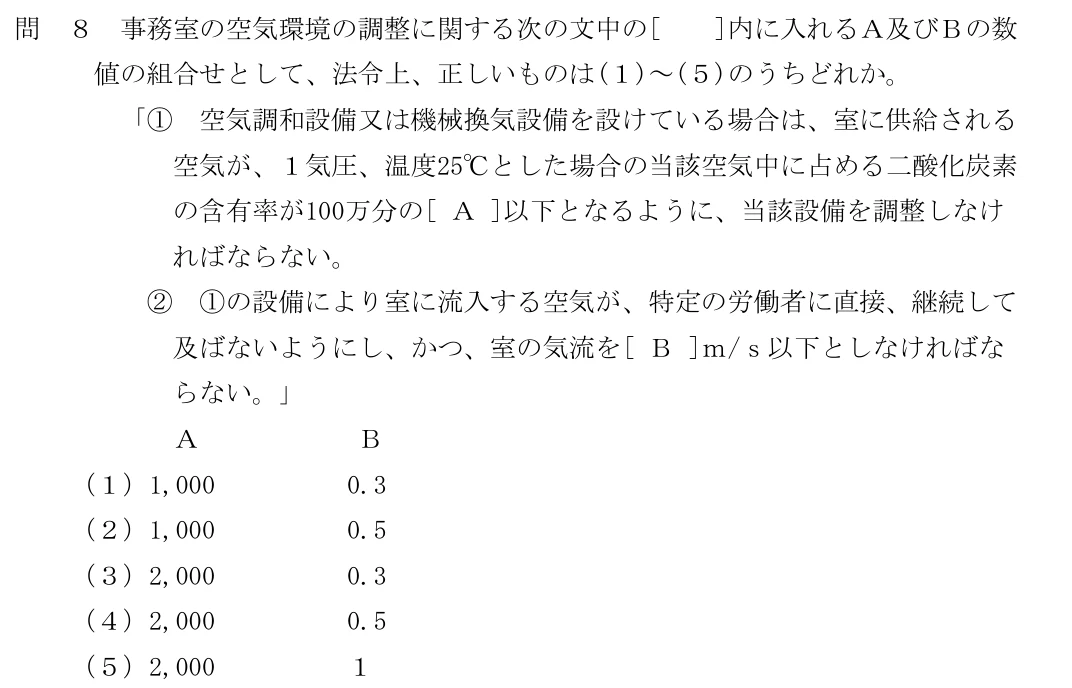 問　８　事務室の空気環境の調整に関する次の文中の[　　]内に入れるＡ及びＢの数
値の組合せとして、法令上、正しいものは(１)～(５)のうちどれか。
「①　空気調和設備又は機械換気設備を設けている場合は、室に供給される
空気が、１気圧、温度25℃とした場合の当該空気中に占める二酸化炭素
の含有率が100万分の[　Ａ　]以下となるように、当該設備を調整しなけ
ればならない。
②　①の設備により室に流入する空気が、特定の労働者に直接、継続して
及ばないようにし、かつ、室の気流を[　Ｂ　]ｍ/ｓ以下としなければな
らない。」
Ａ　　　　　　Ｂ
(１) 1,000　　　　　0.3
(２) 1,000　　　　　0.5
(３) 2,000　　　　　0.3
(４) 2,000　　　　　0.5
(５) 2,000　　　　　1